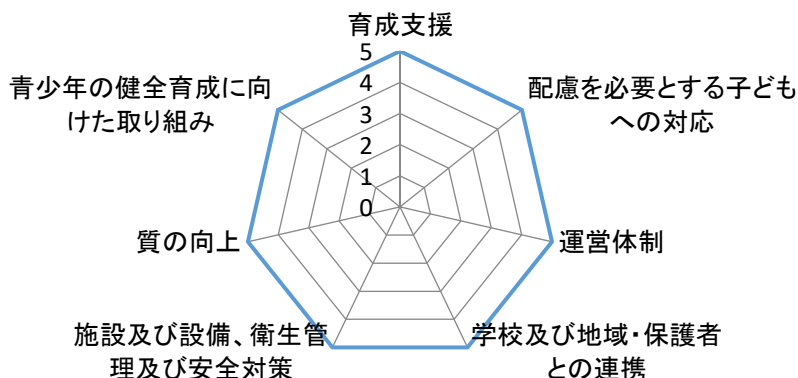 育成支援
5
4
3
2
1
0
配慮を必要とする子ども
への対応
運営体制
学校及び地域・保護者
との連携
施設及び設備、衛生管
理及び安全対策
質の向上
青少年の健全育成に向
けた取り組み